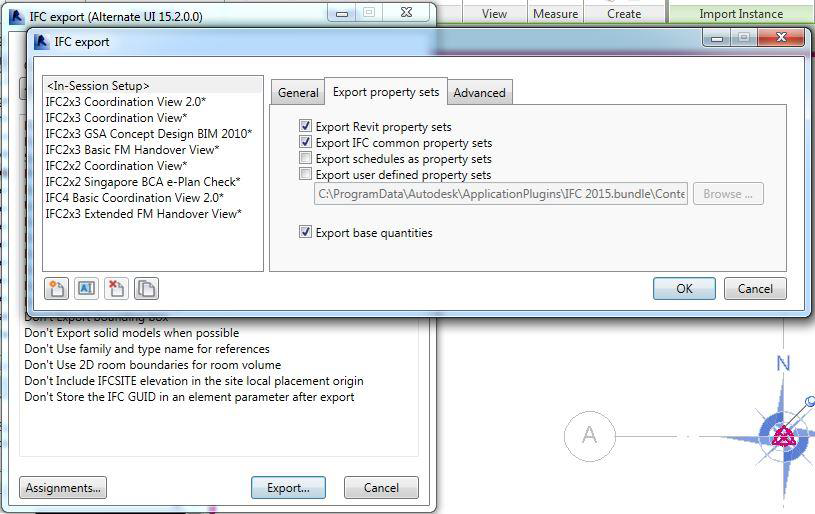 IFC export (Alternate UI 15.2.0.0)
View
Measure
Create
Import Instance
IFC export
<In-Session Setup>
IFC2x3 Coordination View 2.0*
IFC2x3 Coordination View*
IFC2x3 GSA Concept Design BIM 2010*
IFC2x3 Basic FM Handover View*
IFC2x2 Coordination View*
IFC2x2 Singapore BCA e-Plan Check*
IFC4 Basic Coordination View 2.0*
IFC2x3 Extended FM Handover View*
General
Export property sets
Advanced
Export Revit property sets
Export IFC common property sets
Export schedules as property sets
Export user defined property sets
C:\ProgramData\Autodesk\ApplicationPlugins\IFC 2015.bundle\Conte
Browse ...
Export base quantities
OK
Cancel
Don't Export bounding box
Don't Export solid models when possible
Don't Use family and type name for references
Don't Use 2D room boundaries for room volume
Don't Include IFCSITE elevation in the site local placement origin
Don't Store the IFC GUID in an element parameter after export
Assignments...
Export...
Cancel
N
A